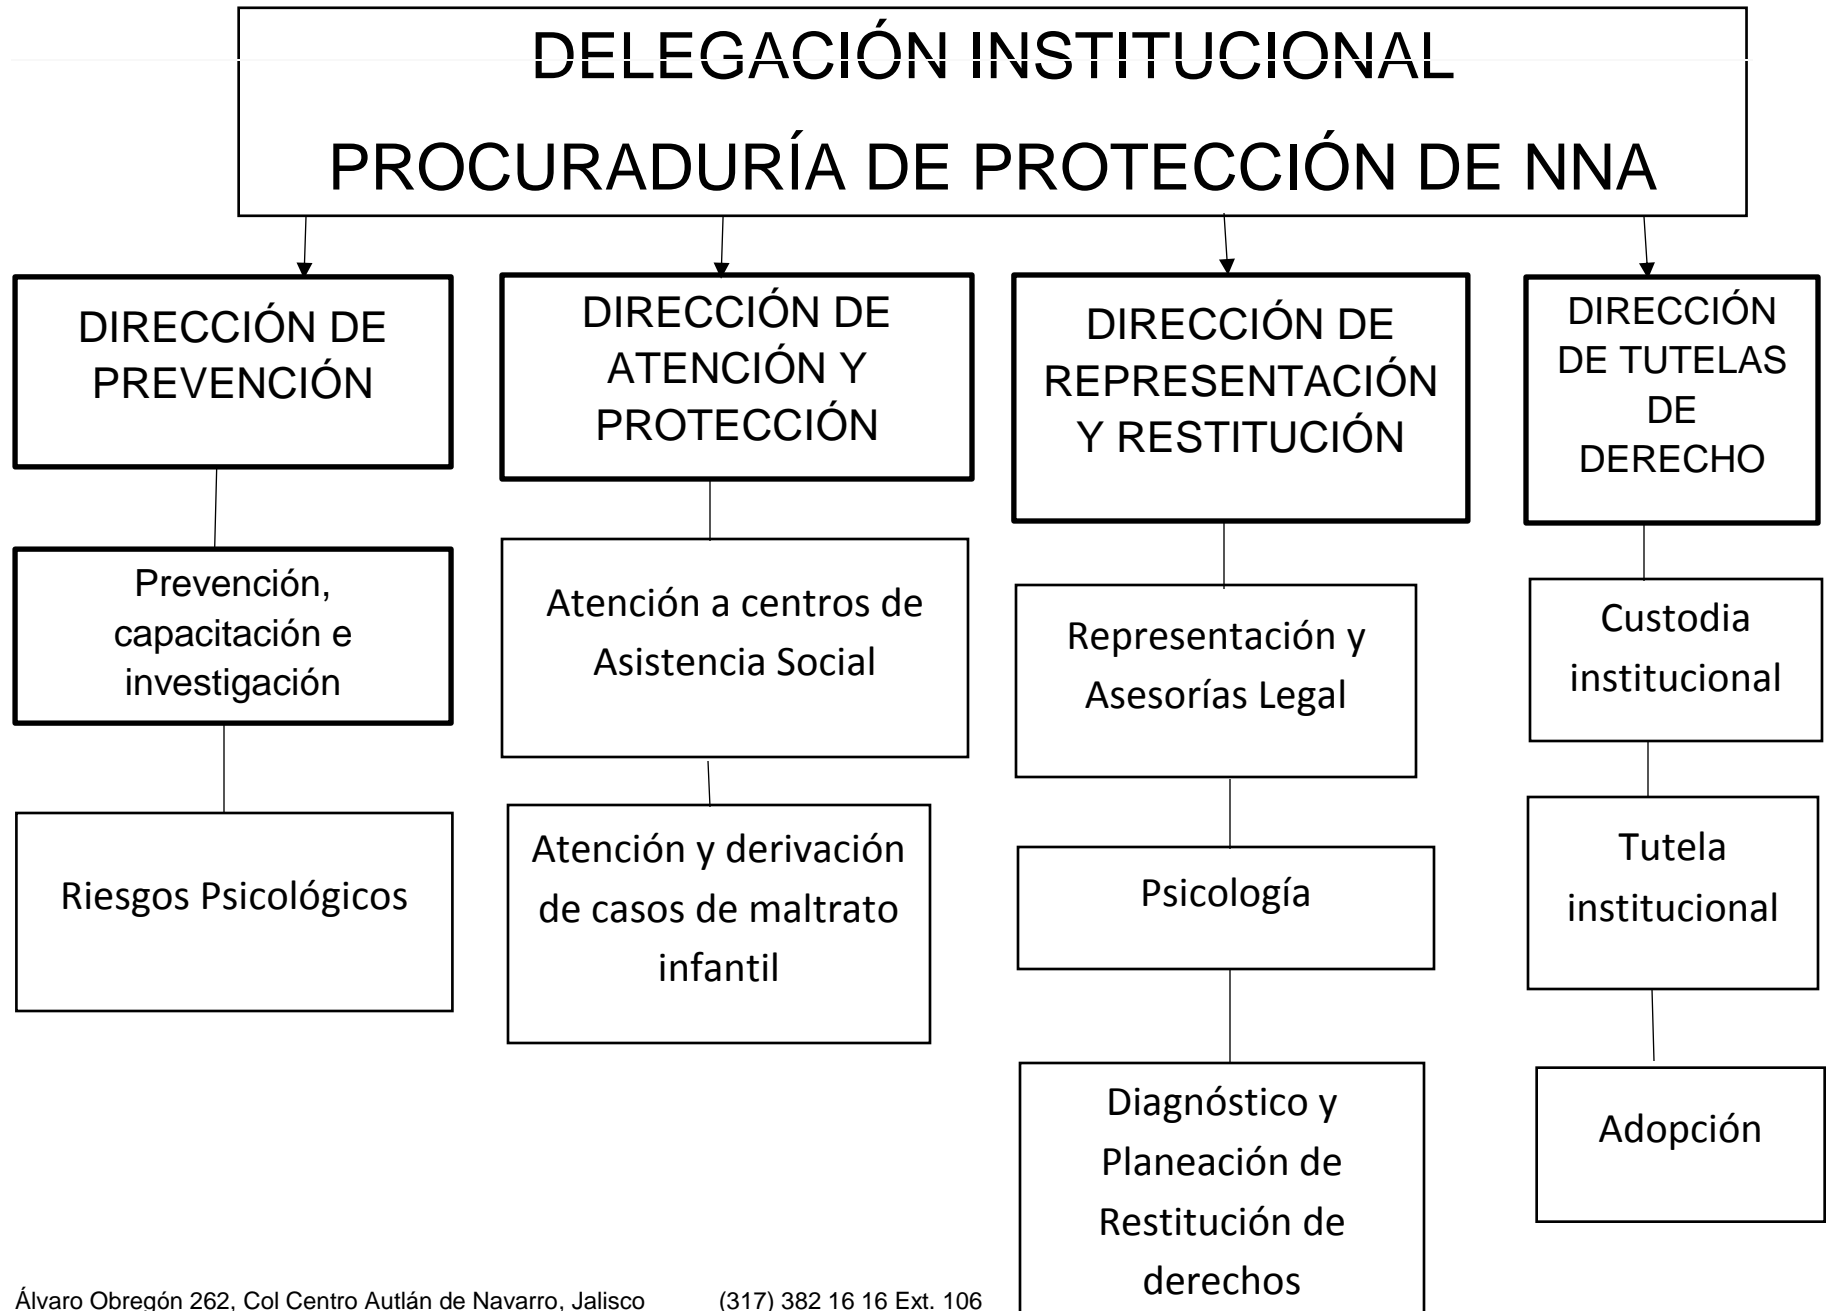 DELEGACIÓN INSTITUCIONAL
PROCURADURÍA DE PROTECCIÓN DE NNA
DIRECCIÓN DE
PREVENCIÓN
Prevención,
capacitación e
investigación
Riesgos Psicológicos
DIRECCIÓN DE
ATENCIÓN Y
PROTECCIÓN
Atención a centros de
Asistencia Social
Atención y derivación
de casos de maltrato
infantil
DIRECCIÓN DE
REPRESENTACIÓN
Y RESTITUCIÓN
Representación y
Asesorías Legal
Psicología
Diagnóstico y
Planeación de
Restitución de
derechos
DIRECCIÓN
DE TUTELAS
DE
DERECHO
Custodia
institucional
Tutela
institucional
Adopción
Álvaro Obregón 262, Col Centro Autlán de Navarro, Jalisco (317) 382 16 16 Ext. 106